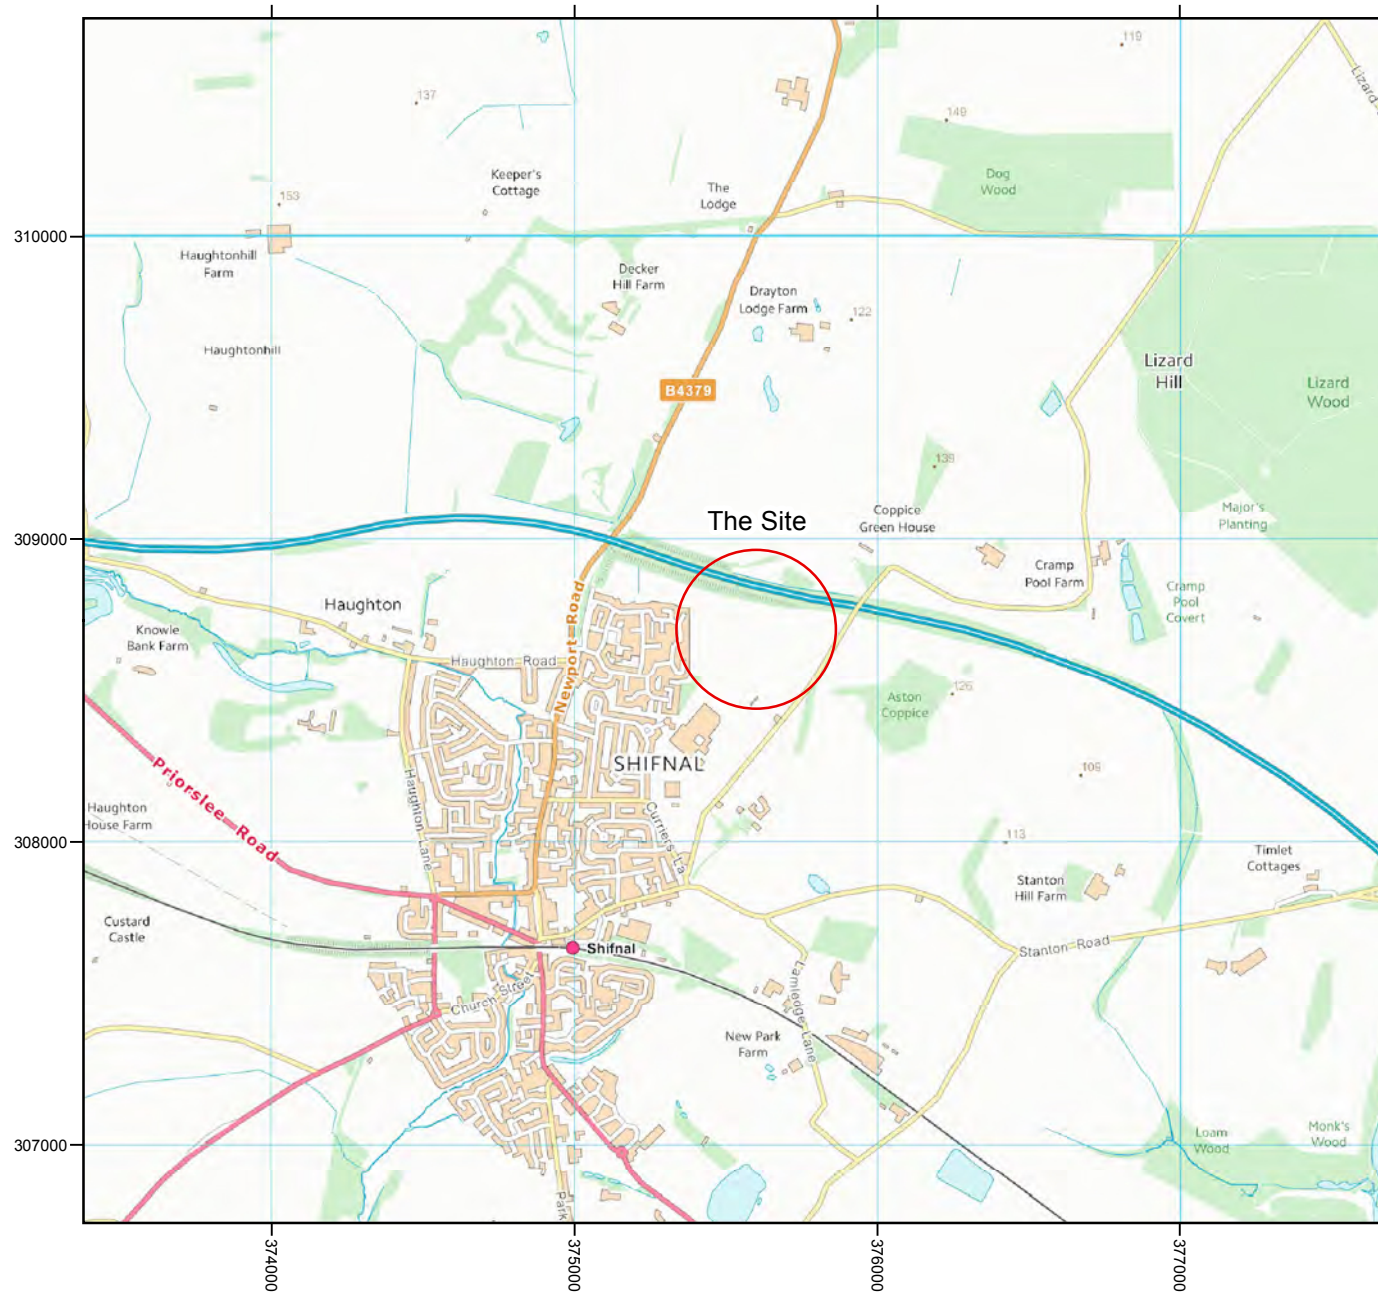 119
137
149
Lizard
Keeper's
Cottage
Dog
Wood
The
Lodge
153
310000
Haughtonhill
Farm
Decker
Hill Farm
Drayton
Lodge Farm
122
Haughtonhill
Lizard
Hill
Lizard
Wood
B4379
139
Coppice
Green House
Major's
Planting
The Site
309000
Cramp
Pool Farm
Cramp
Pool
Covert
Haughton
Knowle
Bank Farm
Haughton Road
Newport Road
126
Aston
Coppice
SHIFNAL
109
Priorslee Road
Haughton Lane
Curriers La
Haughton
House Farm
308000
113
Timlet
Cottages
Stanton
Hill Farm
Custard
Castle
Shifnal
Stanton Road
Church Street
Lamledge Lane
New Park
Farm
307000
Loam
Wood
Monk's
Wood
Park
374000
375000
376000
377000